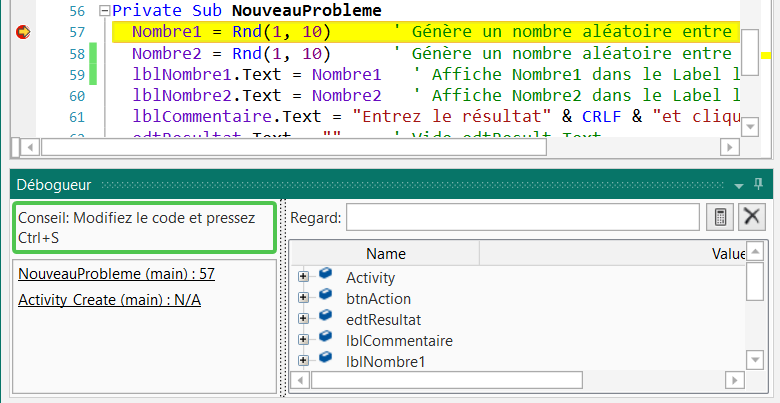 56 Private Sub NouveauProbleme
57 Nombre1 = Rnd(1, 10) ' Génère un nombre aléatoire entre
58 Nombre2 = Rnd(1, 10) ' Génère un nombre aléatoire entre
59 lblNombre1.Text = Nombre1 ' Affiche Nombre1 dans le Label l
60 lblNombre2.Text = Nombre2 ' Affiche Nombre2 dans le Label l
61 lblCommentaire.Text = "Entrez le résultat" & CRLF & "et clique
62 edtResultat.Text = "" ' Vide edtResult.Text
Débogueur
Conseil: Modifiez le code et pressez
Ctrl+S
NouveauProbleme (main) : 57
Activity_Create (main) : N/A
Regard:
Name Value
Activity
btnAction
edtResultat
lblCommentaire
lblNombre1